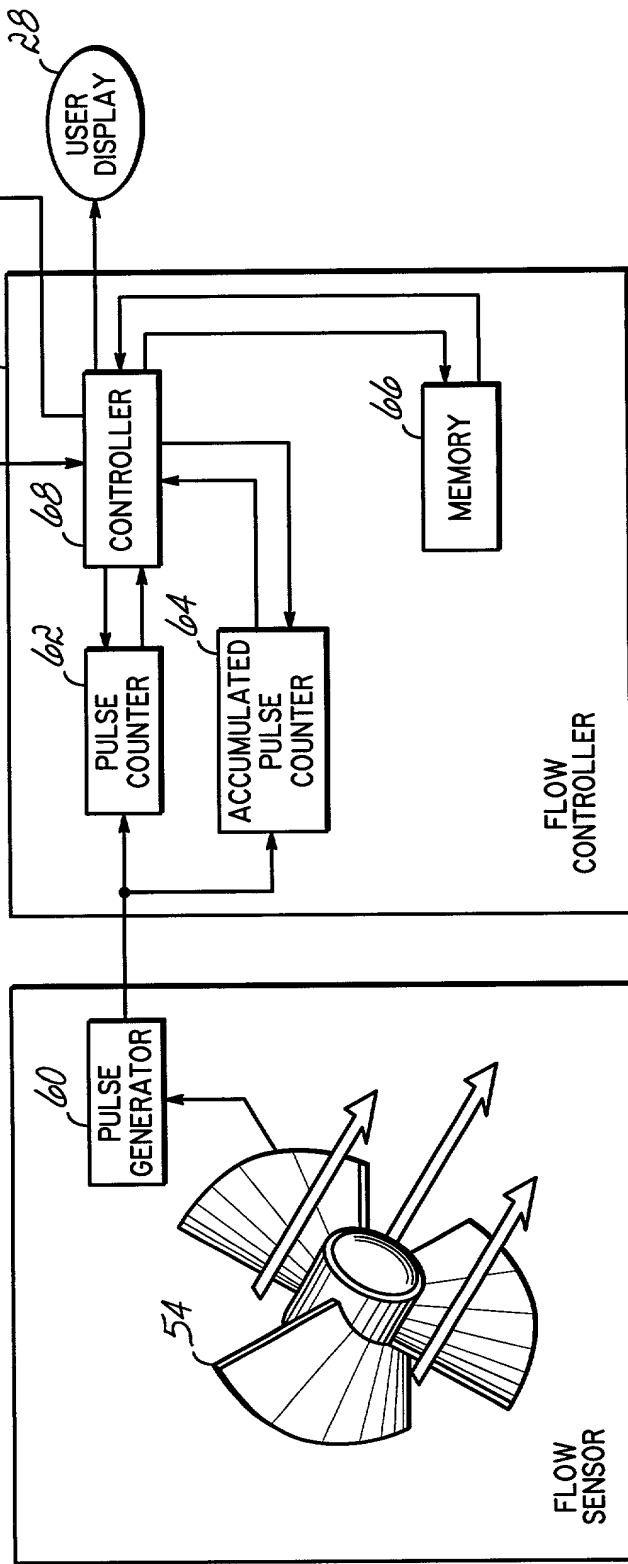 28
USER
DISPLAY
68
CONTROLLER
66
MEMORY
62
PULSE
COUNTER
64
ACCUMULATED
PULSE
COUNTER
FLOW
CONTROLLER
60
PULSE
GENERATOR
54
FLOW
SENSOR